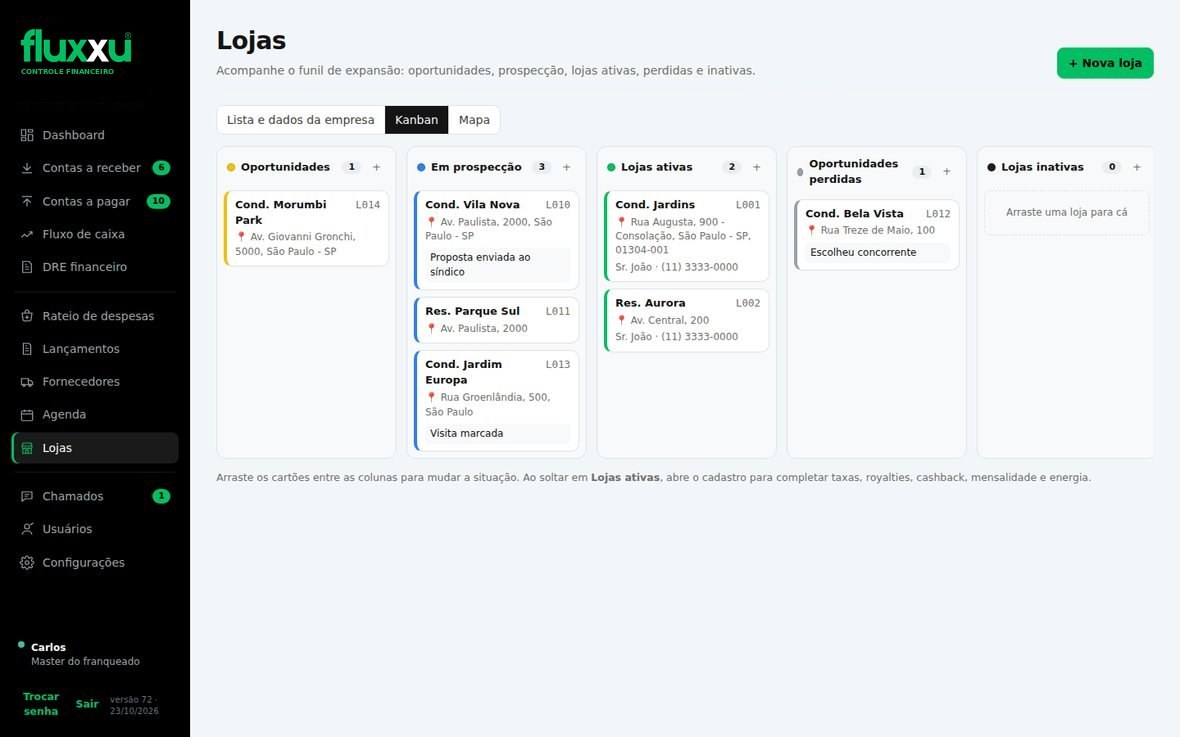 fluxxu®
CONTROLE FINANCEIRO
Dashboard
Contas a receber 6
Contas a pagar 10
Fluxo de caixa
DRE financeiro
Rateio de despesas
Lançamentos
Fornecedores
Agenda
Lojas
Chamados 1
Usuários
Configurações
Carlos
Master do franqueado
Trocar
senha
Sair
versão 72 -
23/10/2026
Lojas
Acompanhe o funil de expansão: oportunidades, prospecção, lojas ativas, perdidas e inativas.
+ Nova loja
Lista e dados da empresa Kanban Mapa
Oportunidades 1 +
Cond. Morumbi
Park
L014
Av. Giovanni Gronchi,
5000, São Paulo - SP
Em prospecção 3 +
Cond. Vila Nova L010
Av. Paulista, 2000, São
Paulo - SP
Proposta enviada ao
síndico
Res. Parque Sul L011
Av. Paulista, 2000
Cond. Jardim
Europa
L013
Rua Groenlândia, 500,
São Paulo
Visita marcada
Lojas ativas 2 +
Cond. Jardins L001
Rua Augusta, 900 -
Consolação, São Paulo - SP,
01304-001
Sr. João · (11) 3333-0000
Res. Aurora L002
Av. Central, 200
Sr. João · (11) 3333-0000
Oportunidades
perdidas
1 +
Cond. Bela Vista L012
Rua Treze de Maio, 100
Escolheu concorrente
Lojas inativas 0 +
Arraste uma loja para cá
Arraste os cartões entre as colunas para mudar a situação. Ao soltar em Lojas ativas, abre o cadastro para completar taxas, royalties, cashback, mensalidade e energia.